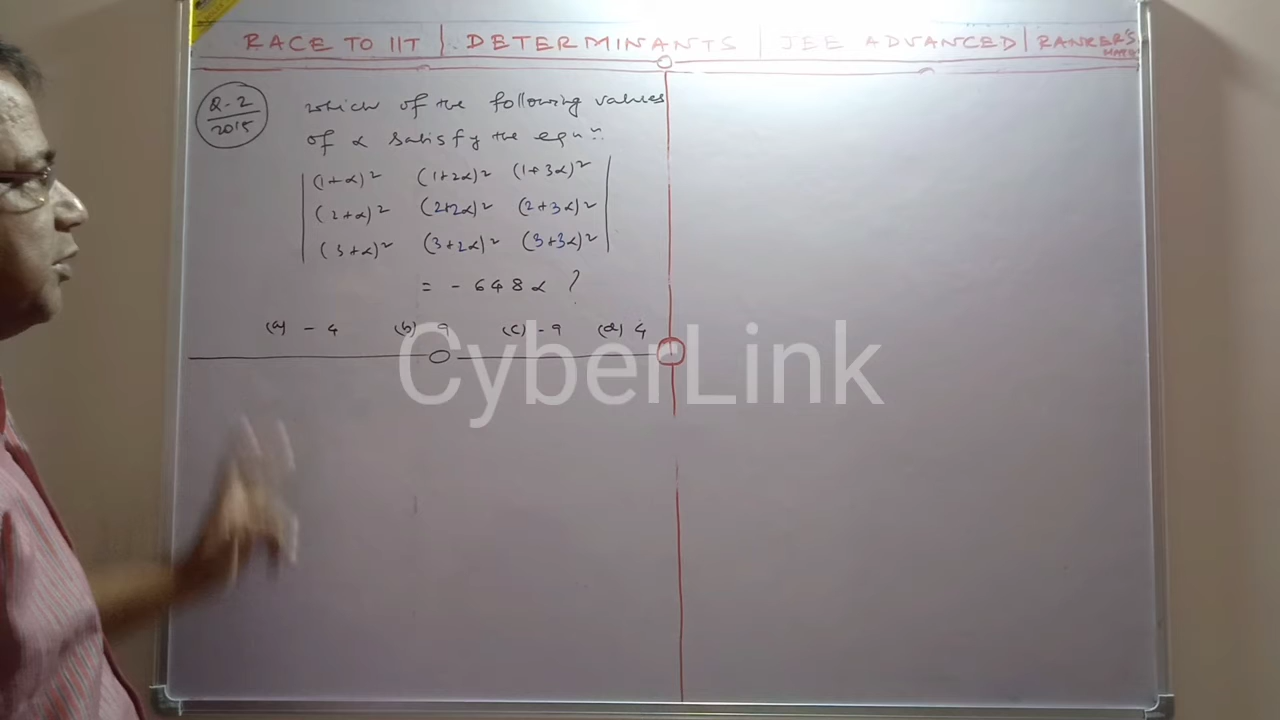 RACE TO IIT | DETERMINANTS | JEE ADVANCED | RANKER'S
Q-2
2015
which of the following values
of α satisfy the equn.
(1+α)² (1+2α)² (1+3α)²
(2+α)² (2+2α)² (2+3α)²
(3+α)² (3+2α)² (3+3α)²
= - 648α ?
(a) - 4 (b) 9 (c) - 9 (d) 4
CyberLink